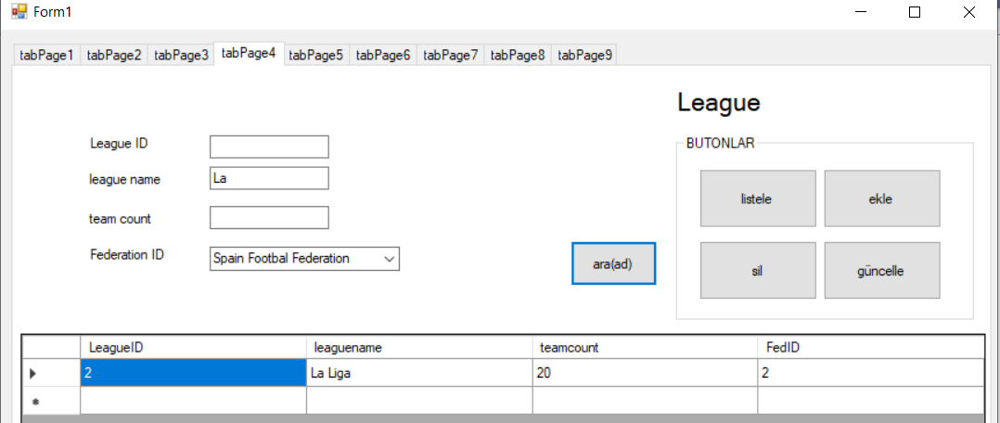 Form1
tabPage1 tabPage2 tabPage3 tabPage4 tabPage5 tabPage6 tabPage7 tabPage8 tabPage9
League
League ID
league name La
team count
Federation ID Spain Footbal Federation
ara(ad)
BUTONLAR
listele ekle
sil güncelle
LeagueID leaguename teamcount FedID
2 La Liga 20 2